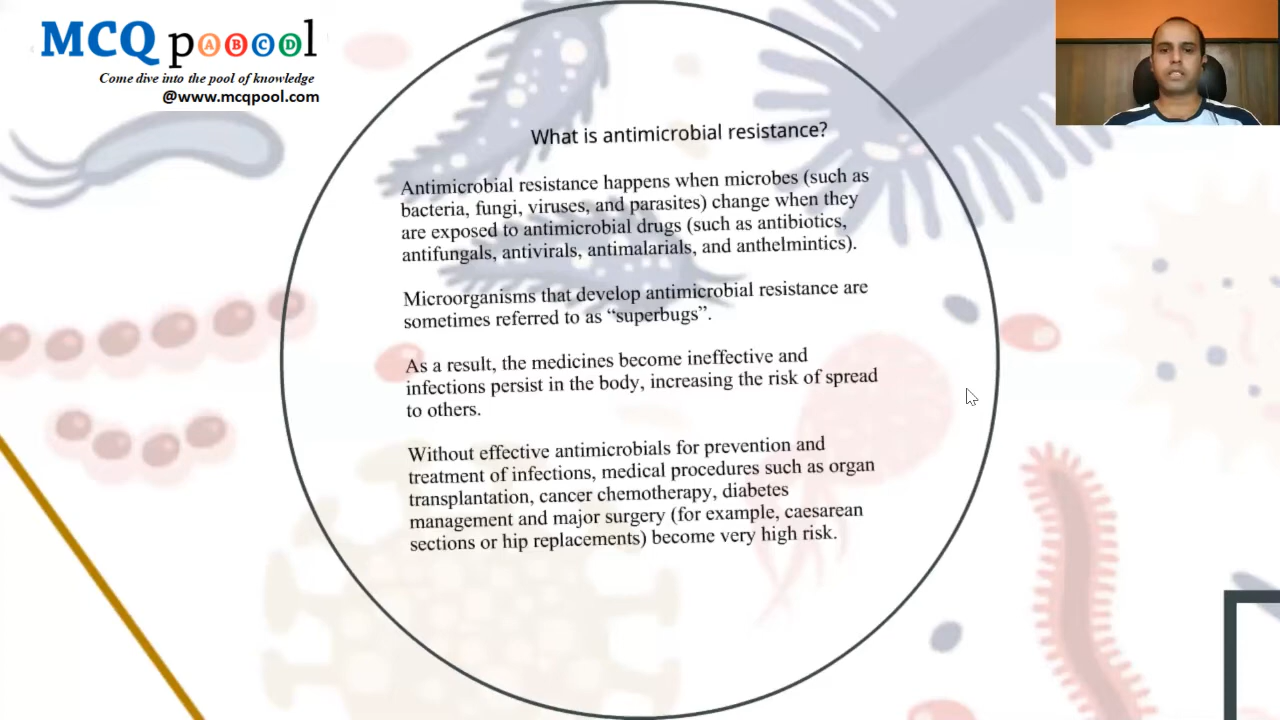 MCQ pooool
A B C D
Come dive into the pool of knowledge
@www.mcqpool.com
What is antimicrobial resistance?
Antimicrobial resistance happens when microbes (such as
bacteria, fungi, viruses, and parasites) change when they
are exposed to antimicrobial drugs (such as antibiotics,
antifungals, antivirals, antimalarials, and anthelmintics).
Microorganisms that develop antimicrobial resistance are
sometimes referred to as “superbugs”.
As a result, the medicines become ineffective and
infections persist in the body, increasing the risk of spread
to others.
Without effective antimicrobials for prevention and
treatment of infections, medical procedures such as organ
transplantation, cancer chemotherapy, diabetes
management and major surgery (for example, caesarean
sections or hip replacements) become very high risk.